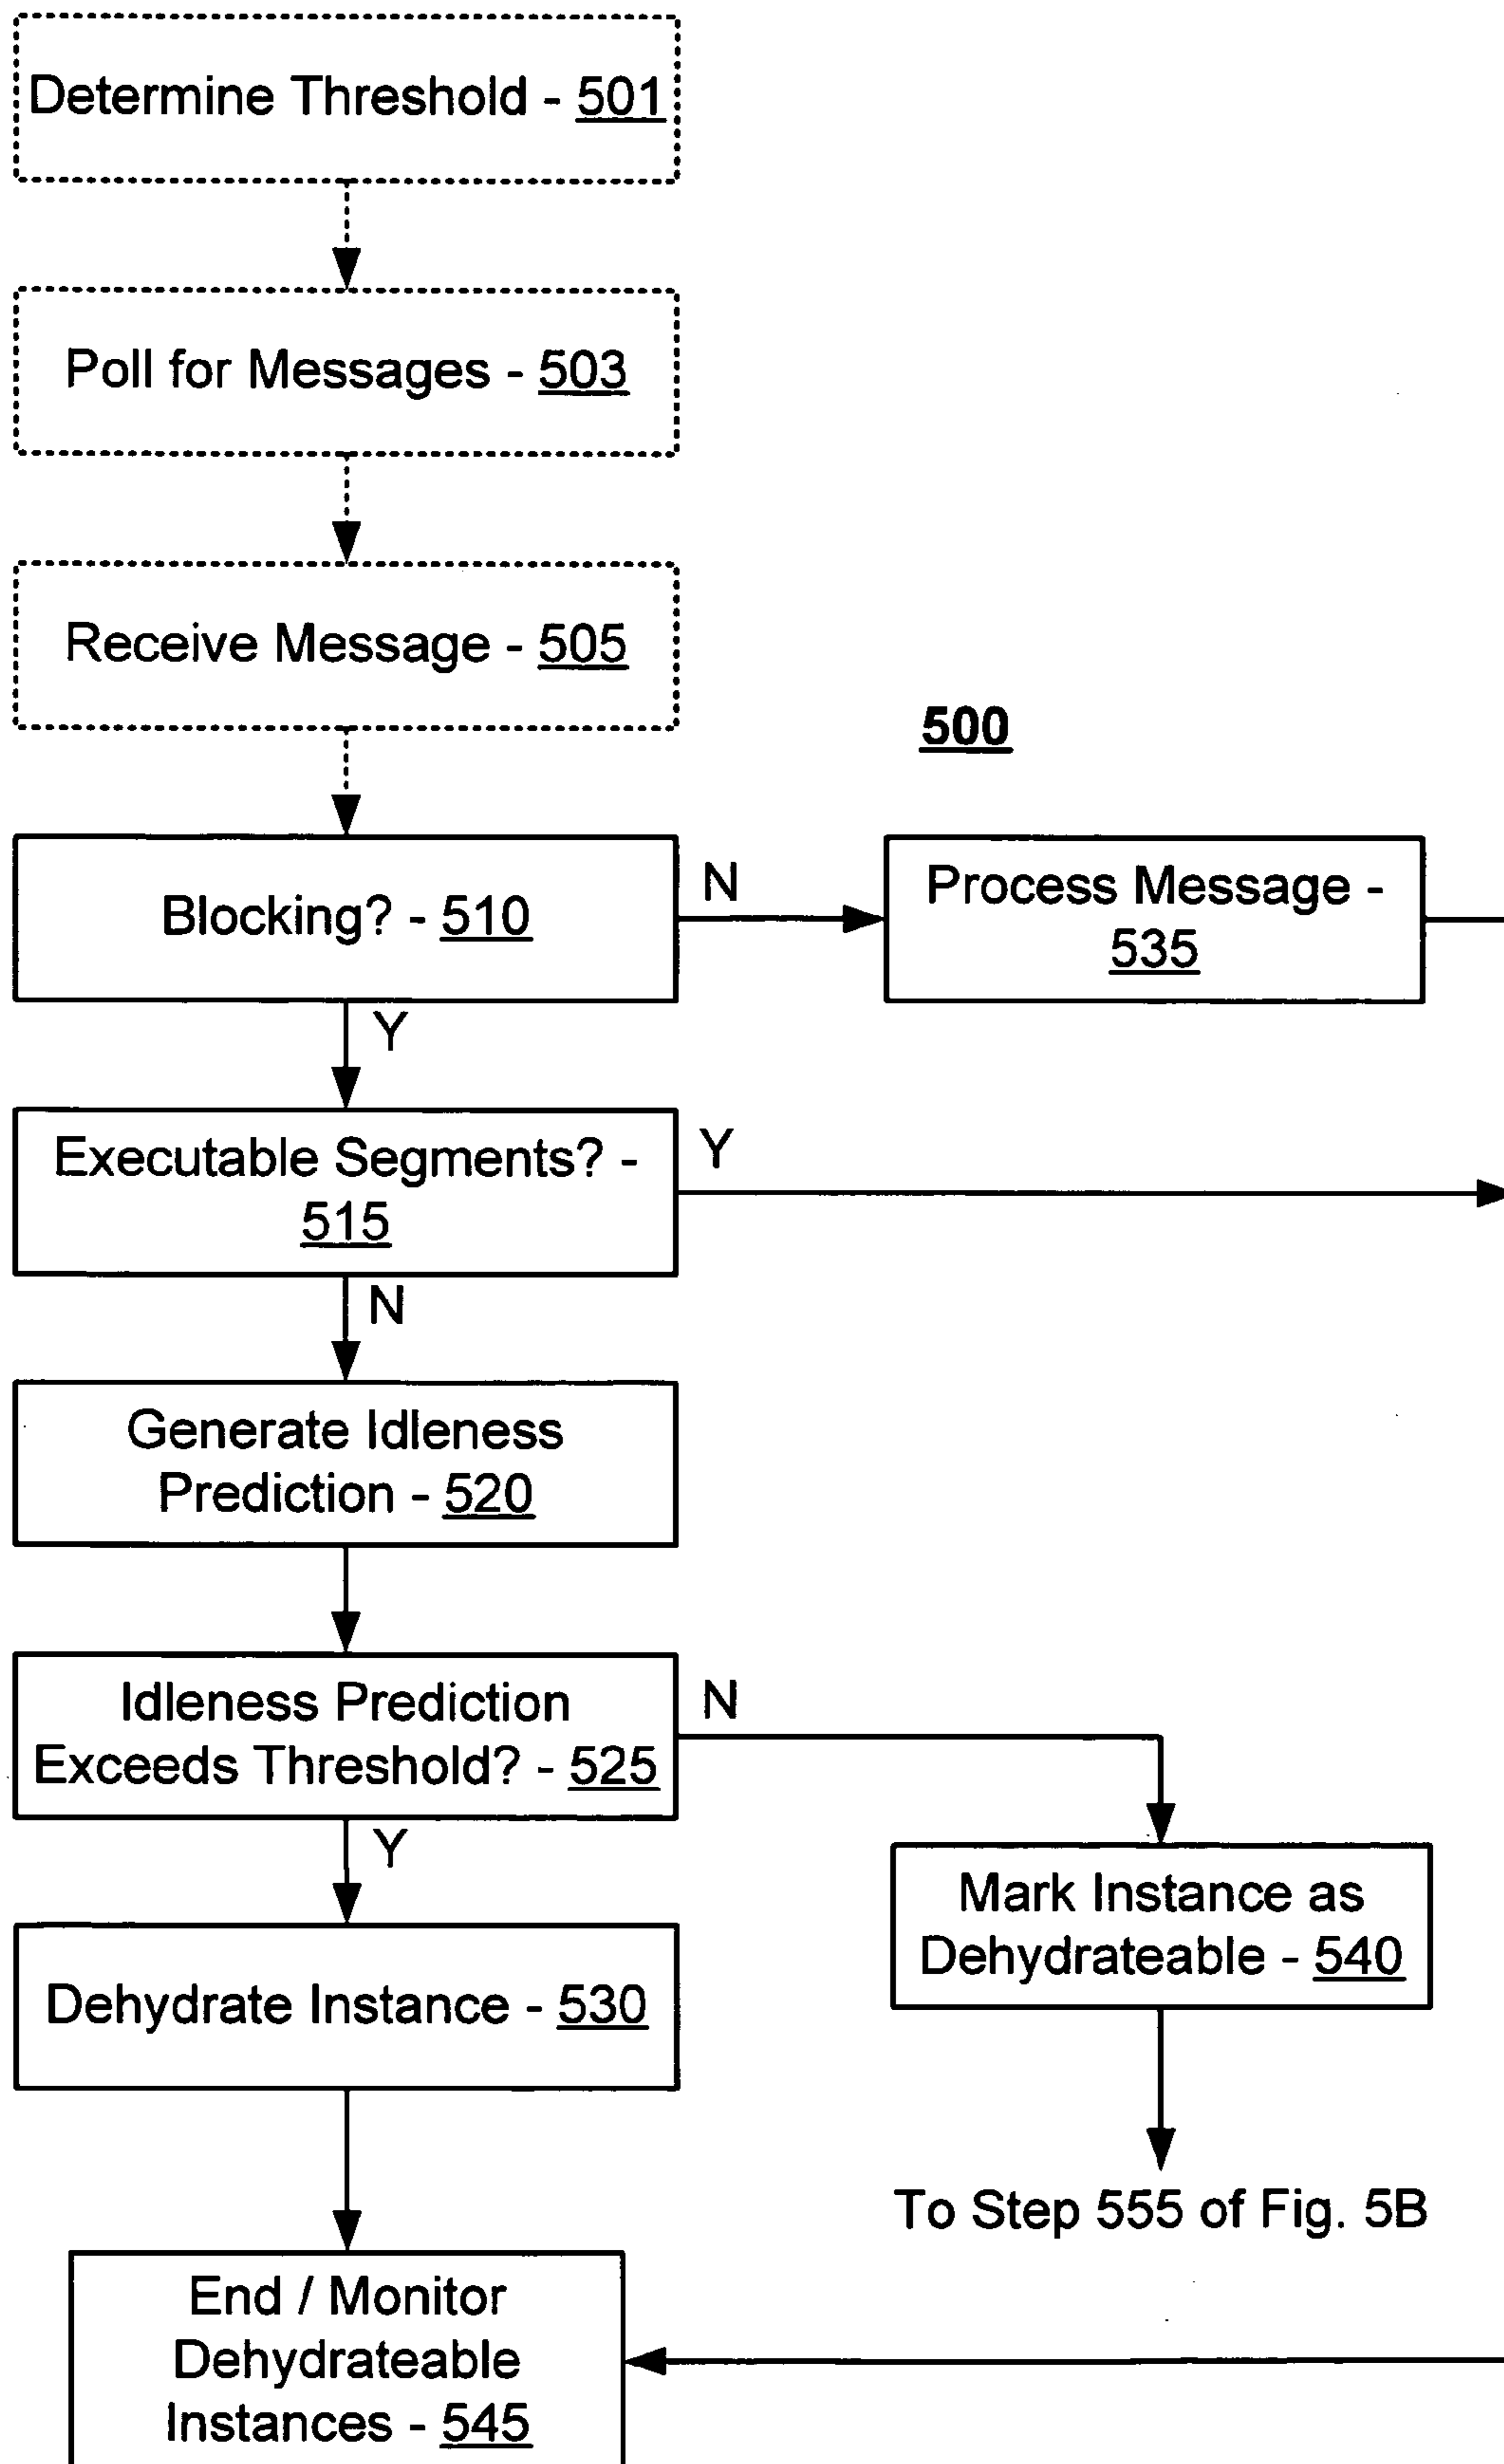 Determine Threshold - 501
Poll for Messages - 503
Receive Message - 505
500
Blocking? - 510
N
Process Message -
535
Y
Executable Segments? -
515
Y
N
Generate Idleness
Prediction - 520
Idleness Prediction
Exceeds Threshold? - 525
N
Y
Mark Instance as
Dehydrateable - 540
Dehydrate Instance - 530
To Step 555 of Fig. 5B
End / Monitor
Dehydrateable
Instances - 545